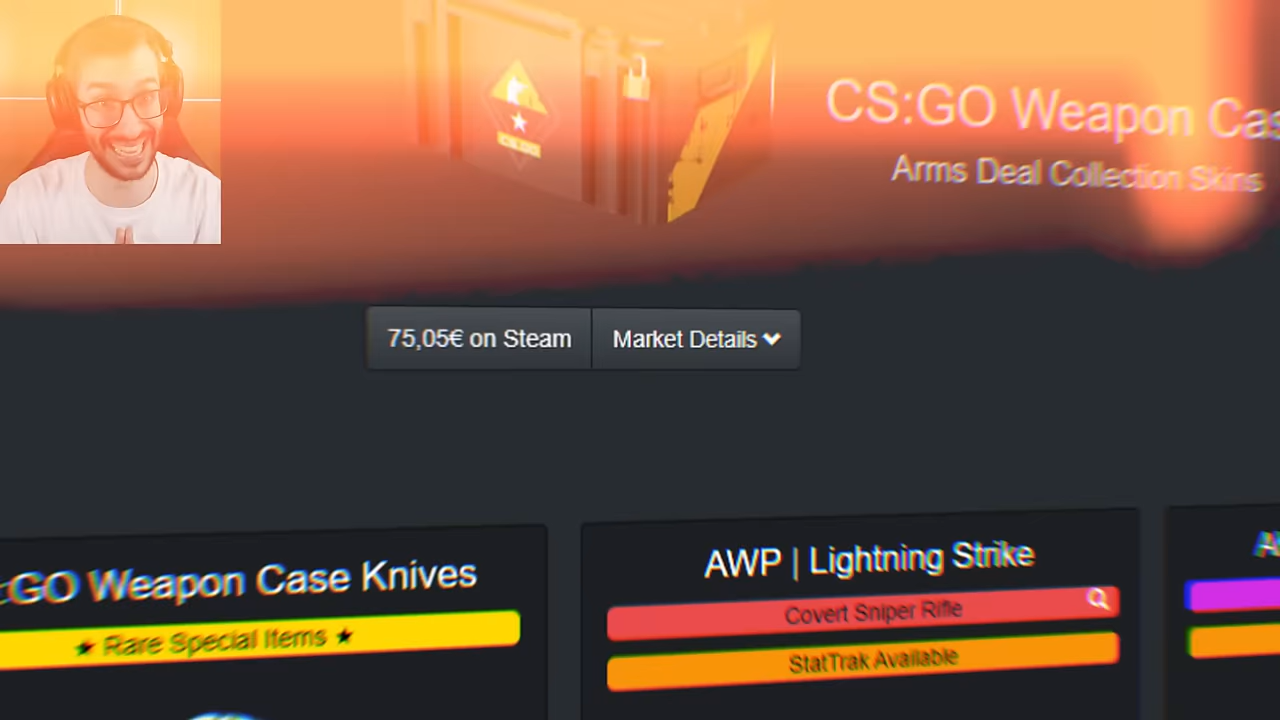 CS:GO Weapon Cas
Arms Deal Collection Skins
75,05€ on Steam
Market Details
:GO Weapon Case Knives
★ Rare Special Items ★
AWP | Lightning Strike
Covert Sniper Rifle
StatTrak Available